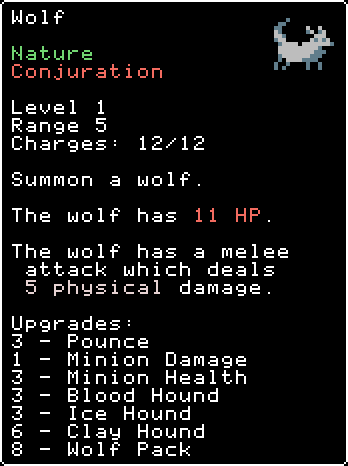 Wolf
Nature
Conjuration
Level 1
Range 5
Charges: 12/12
Summon a wolf.
The wolf has 11 HP.
The wolf has a melee
attack which deals
5 physical damage.
Upgrades:
3 - Pounce
1 - Minion Damage
3 - Minion Health
3 - Blood Hound
3 - Ice Hound
6 - Clay Hound
8 - Wolf Pack